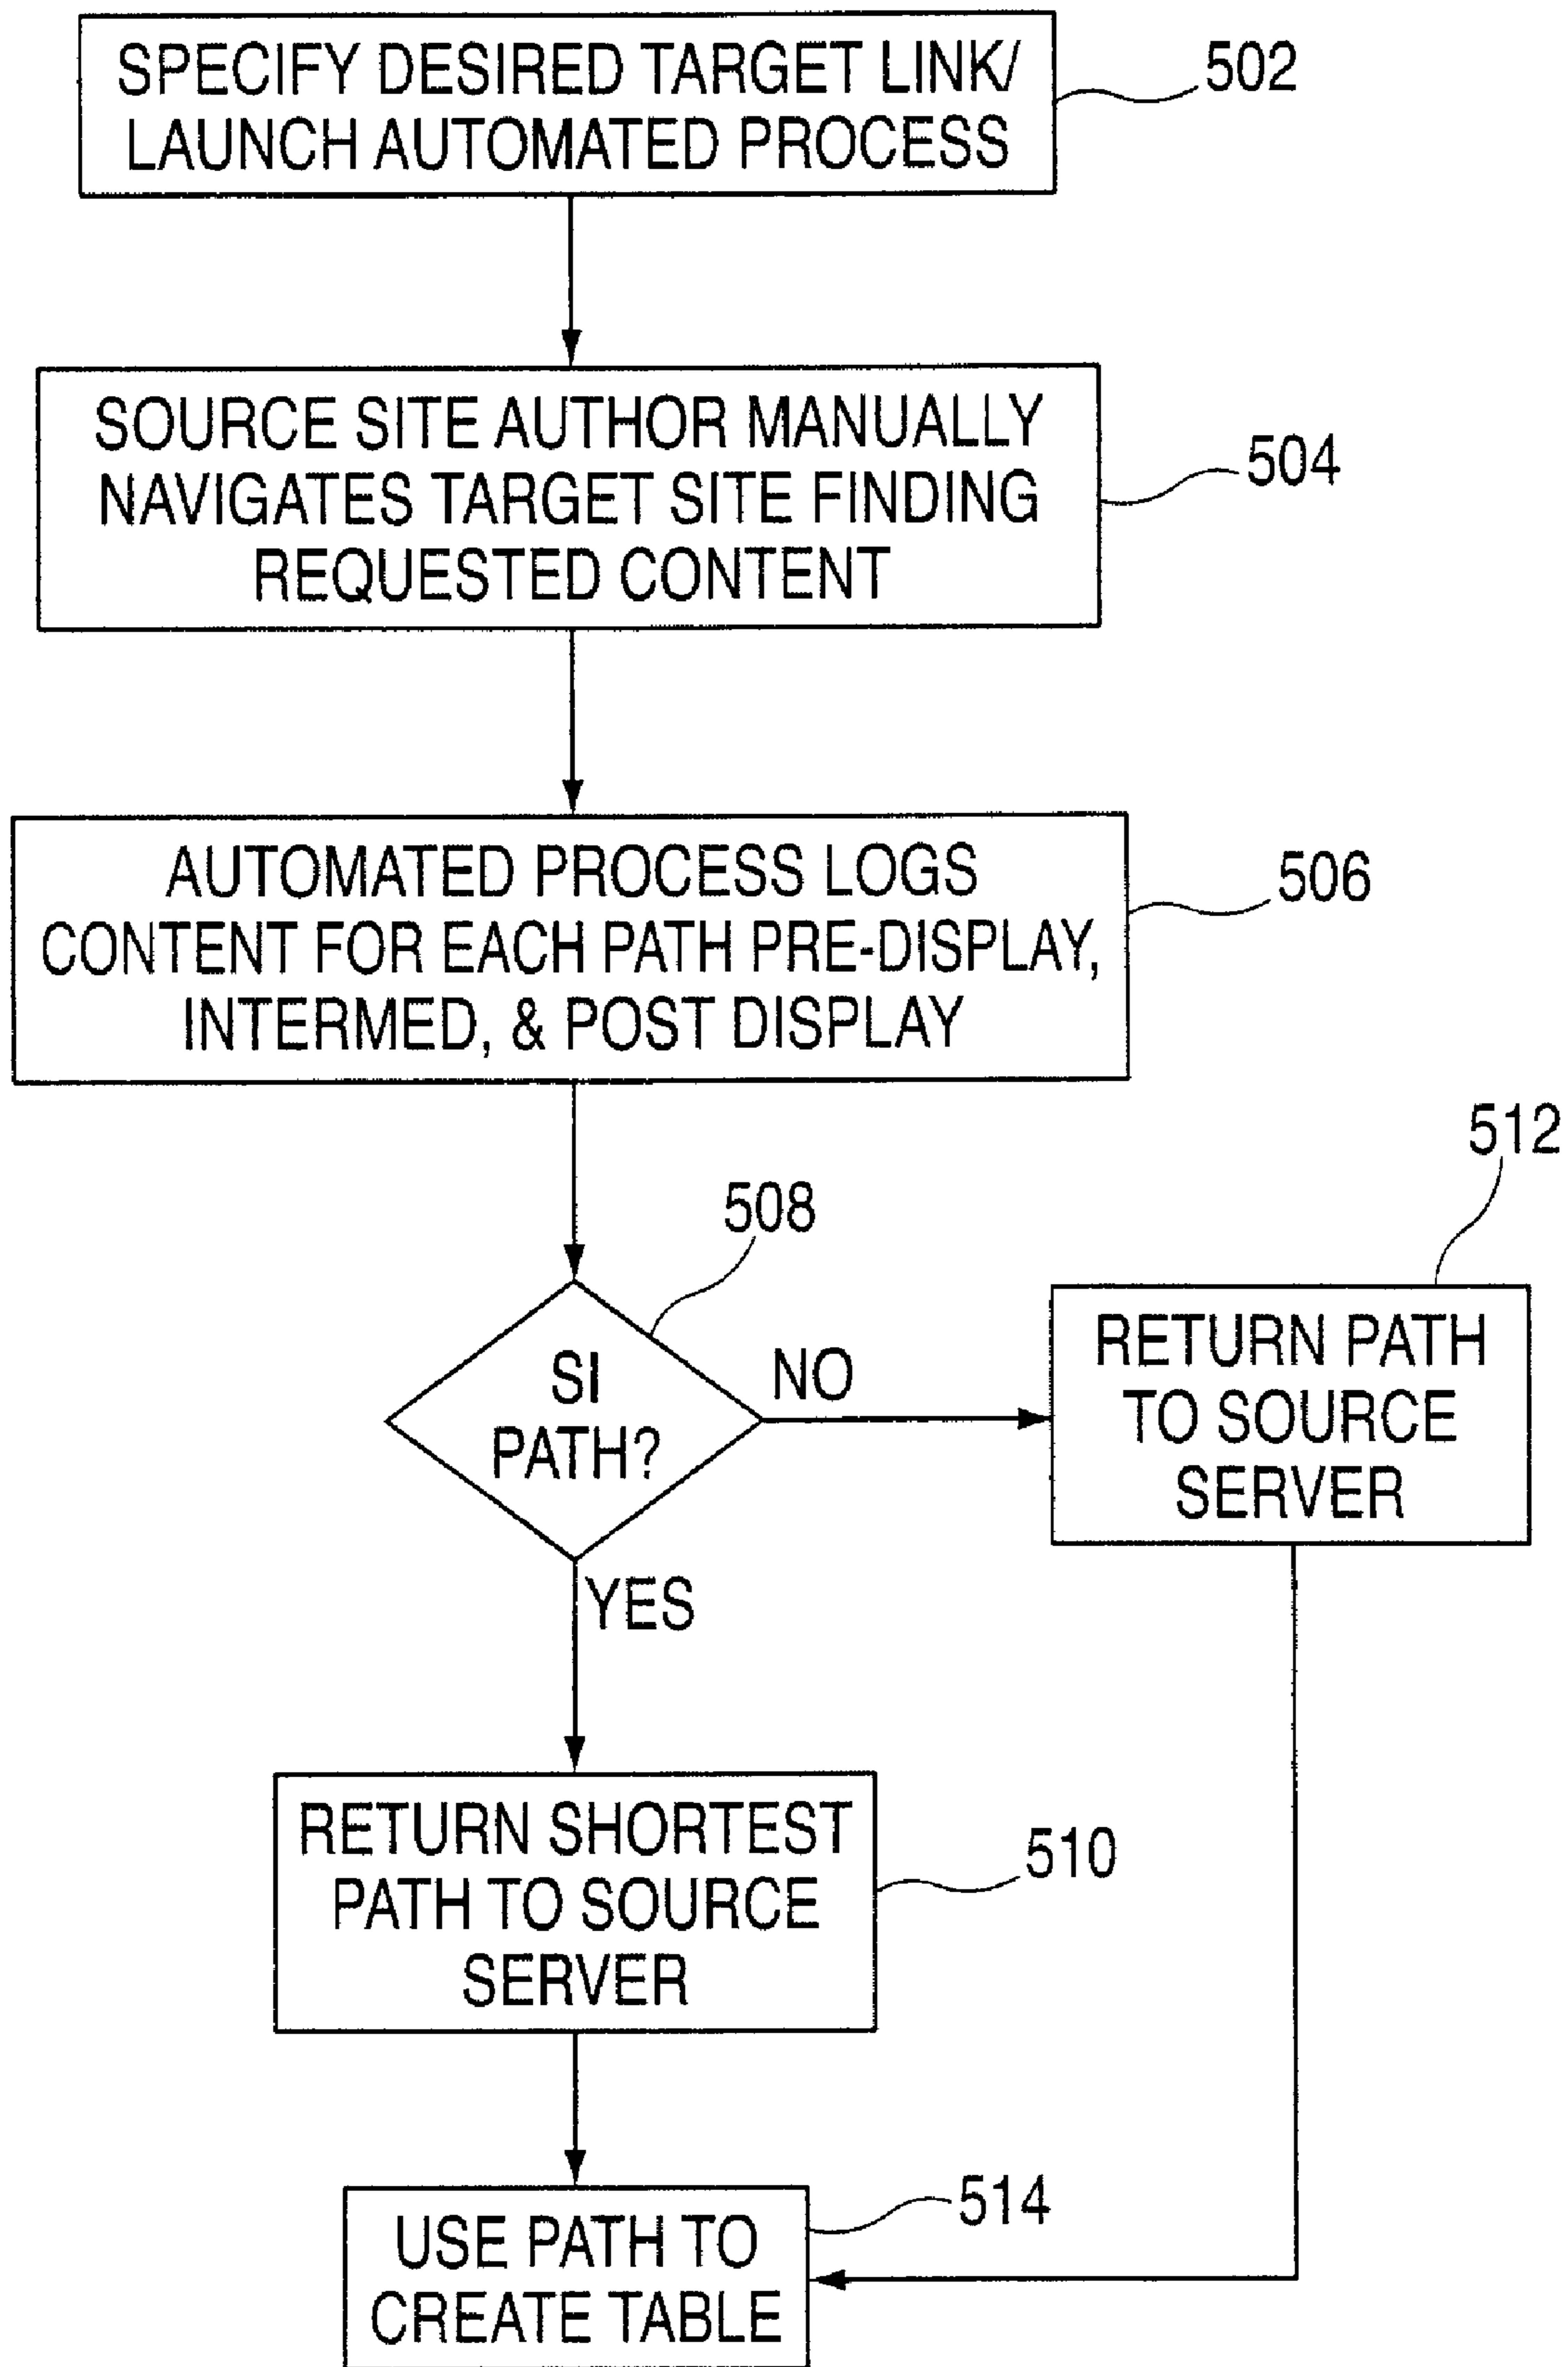 SPECIFY DESIRED TARGET LINK/
LAUNCH AUTOMATED PROCESS
502
SOURCE SITE AUTHOR MANUALLY
NAVIGATES TARGET SITE FINDING
REQUESTED CONTENT
504
AUTOMATED PROCESS LOGS
CONTENT FOR EACH PATH PRE-DISPLAY,
INTERMED, & POST DISPLAY
506
508
SI
PATH?
NO
YES
512
RETURN PATH
TO SOURCE
SERVER
RETURN SHORTEST
PATH TO SOURCE
SERVER
510
USE PATH TO
CREATE TABLE
514